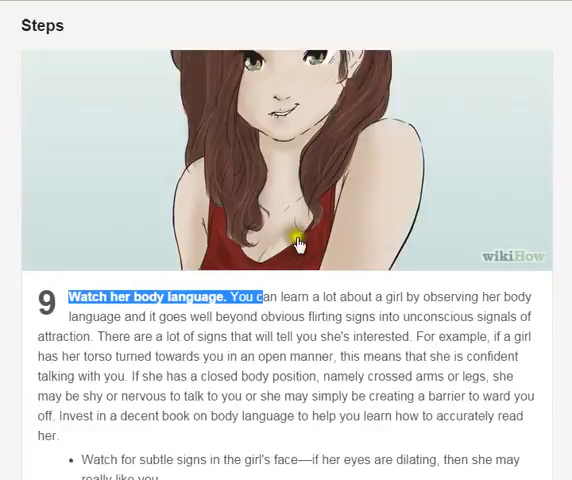 Steps
wikiHow
9 Watch her body language. You can learn a lot about a girl by observing her body
language and it goes well beyond obvious flirting signs into unconscious signals of
attraction. There are a lot of signs that will tell you she's interested. For example, if a girl
has her torso turned towards you in an open manner, this means that she is confident
talking with you. If she has a closed body position, namely crossed arms or legs, she
may be shy or nervous to talk to you or she may simply be creating a barrier to ward you
off. Invest in a decent book on body language to help you learn how to accurately read
her.
• Watch for subtle signs in the girl's face—if her eyes are dilating, then she may
really like you